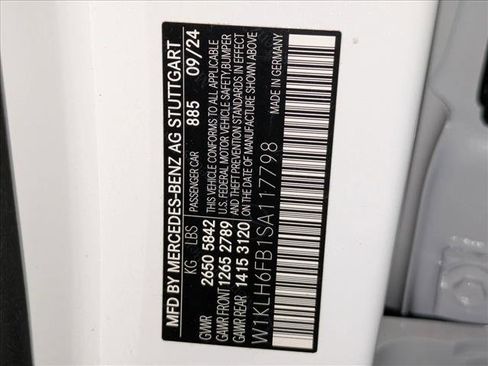 MFD BY MERCEDES-BENZ AG STUTTGART
KG LBS PASSENGER CAR 885 09/24
GVWR 2650 5842 THIS VEHICLE CONFORMS TO ALL APPLICABLE
GAWR FRONT 1265 2789 U.S. FEDERAL MOTOR VEHICLE SAFETY, BUMPER
GAWR REAR 1415 3120 AND THEFT PREVENTION STANDARDS IN EFFECT
ON THE DATE OF MANUFACTURE SHOWN ABOVE
W1KLH6FB1SA117798 MADE IN GERMANY